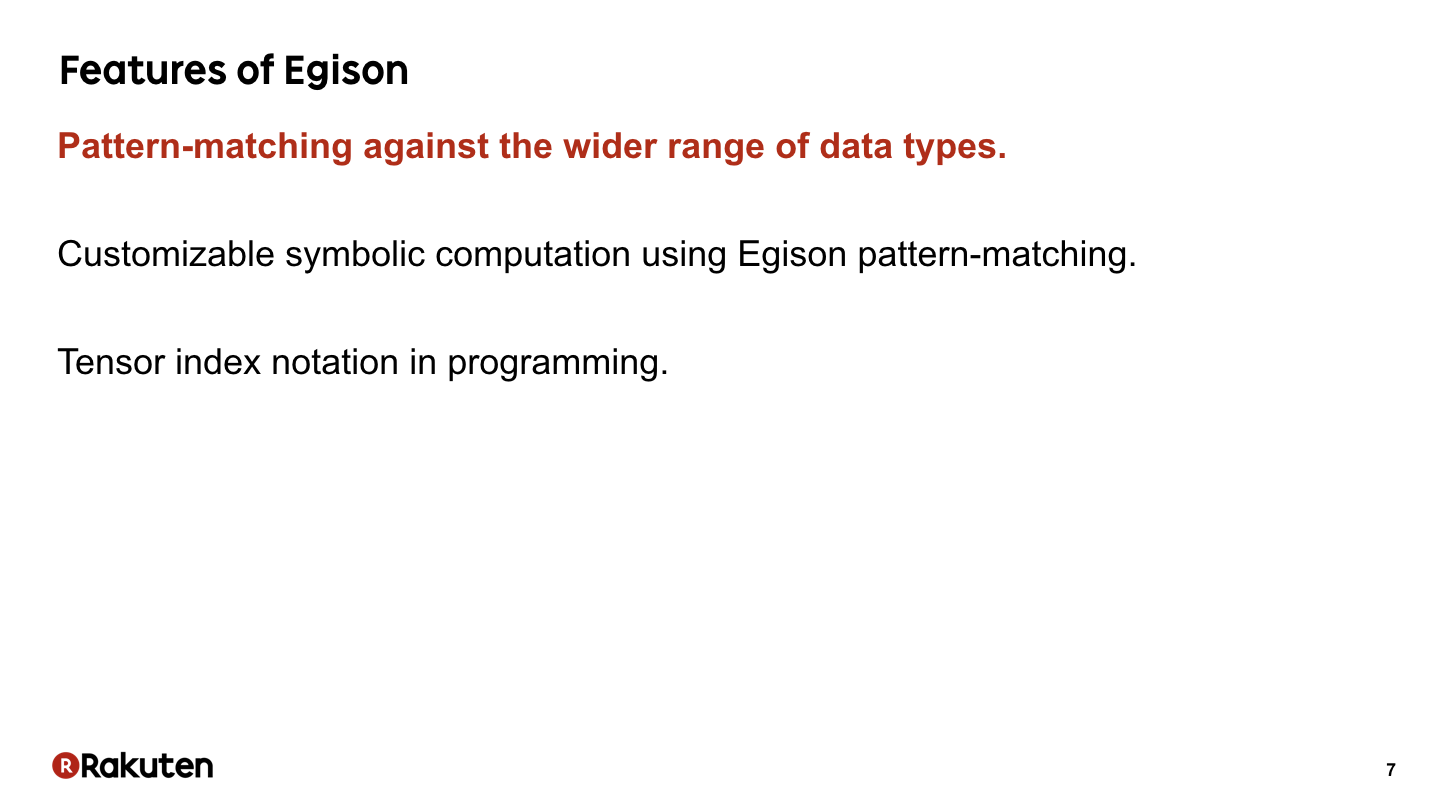 Features of Egison
Pattern-matching against the wider range of data types.
Customizable symbolic computation using Egison pattern-matching.
Tensor index notation in programming.
R Rakuten
7